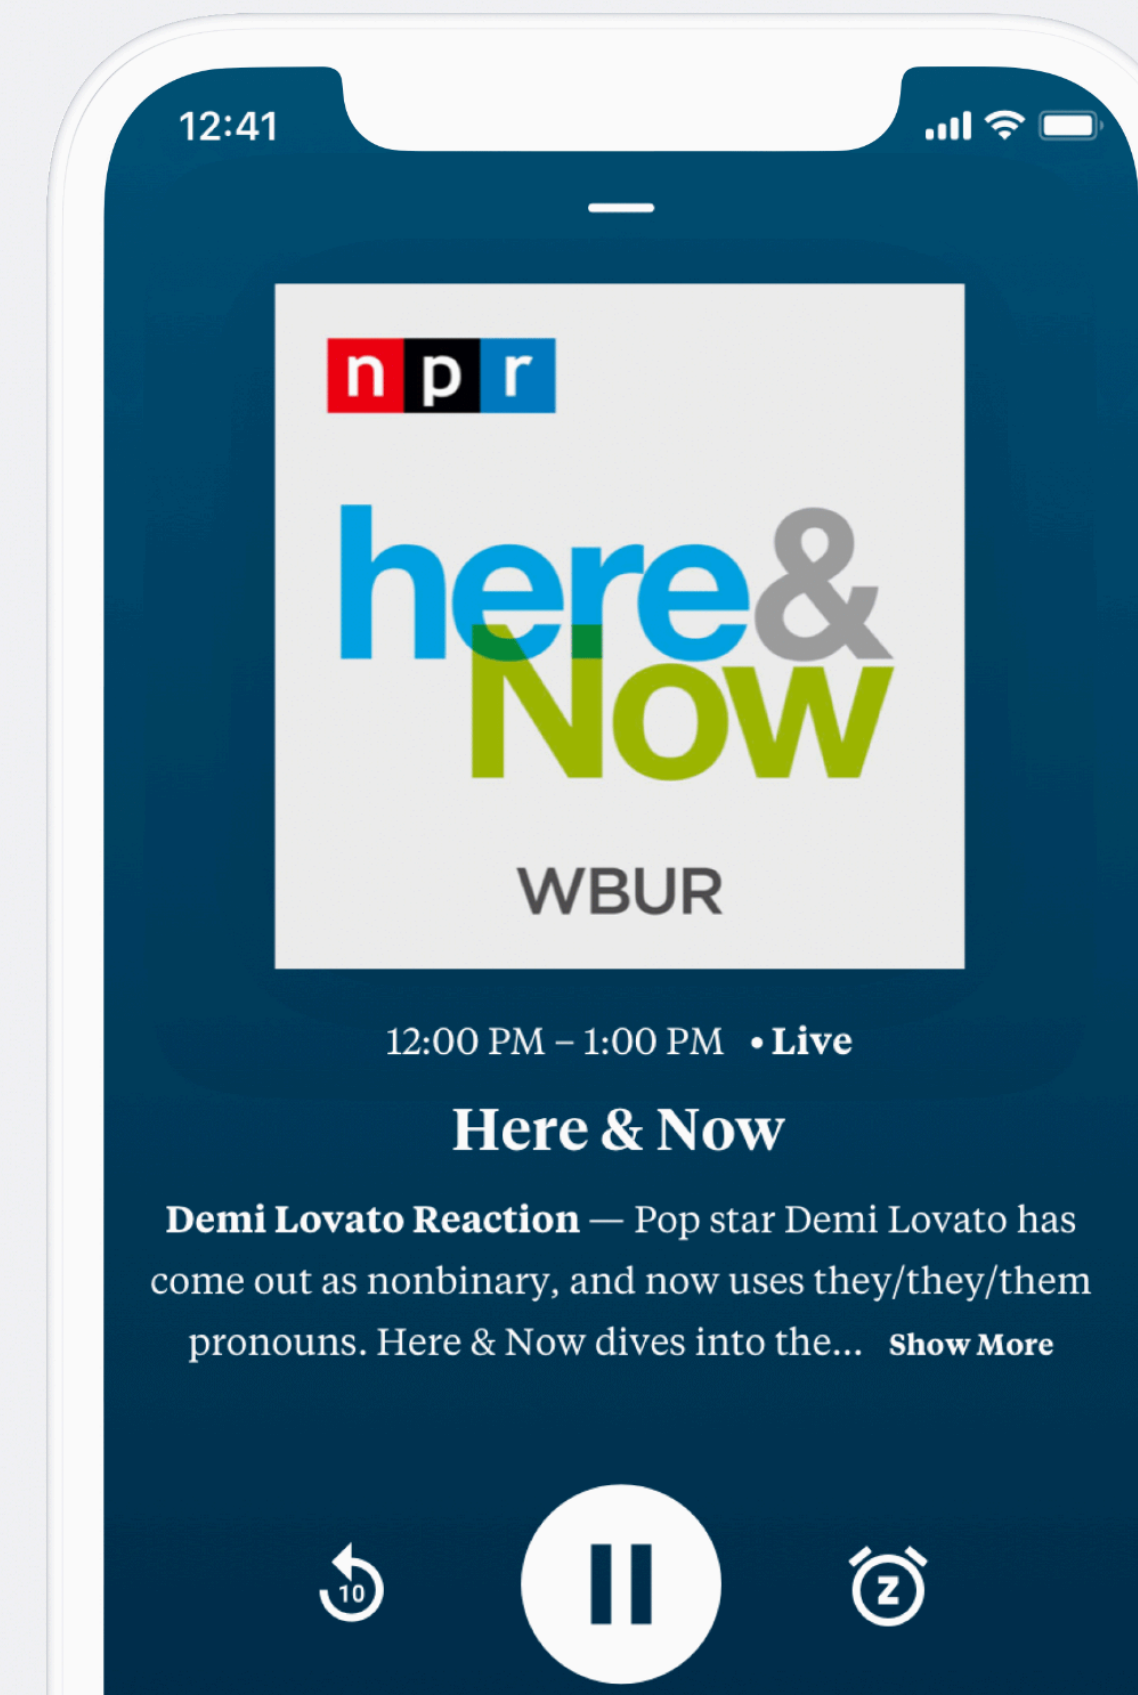 12:41
npr
here&
Now
WBUR
12:00 PM – 1:00 PM • Live
Here & Now
Demi Lovato Reaction — Pop star Demi Lovato has
come out as nonbinary, and now uses they/they/them
pronouns. Here & Now dives into the... Show More
10
Z